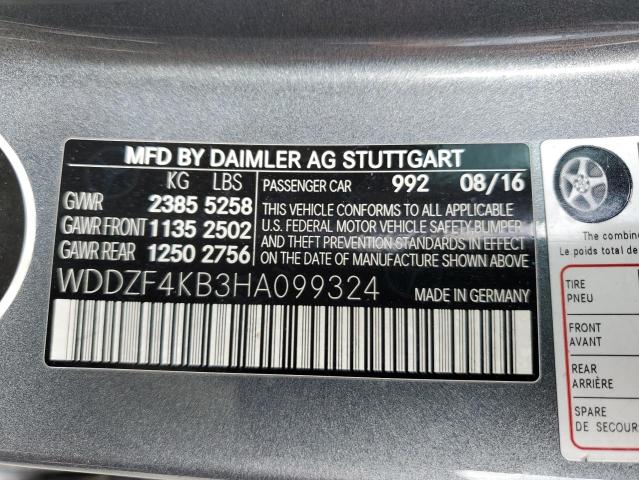 MFD BY DAIMLER AG STUTTGART
KG LBS
GVWR 2385 5258
GAWR FRONT 1135 2502
GAWR REAR 1250 2756
PASSENGER CAR 992 08/16
THIS VEHICLE CONFORMS TO ALL APPLICABLE
U.S. FEDERAL MOTOR VEHICLE SAFETY, BUMPER,
AND THEFT PREVENTION STANDARDS IN EFFECT
ON THE DATE OF MANUFACTURE SHOWN ABOVE.
WDDZF4KB3HA099324 MADE IN GERMANY
The combine
Le poids total de
TIRE
PNEU
FRONT
AVANT
REAR
ARRIÈRE
SPARE
DE SECOURS